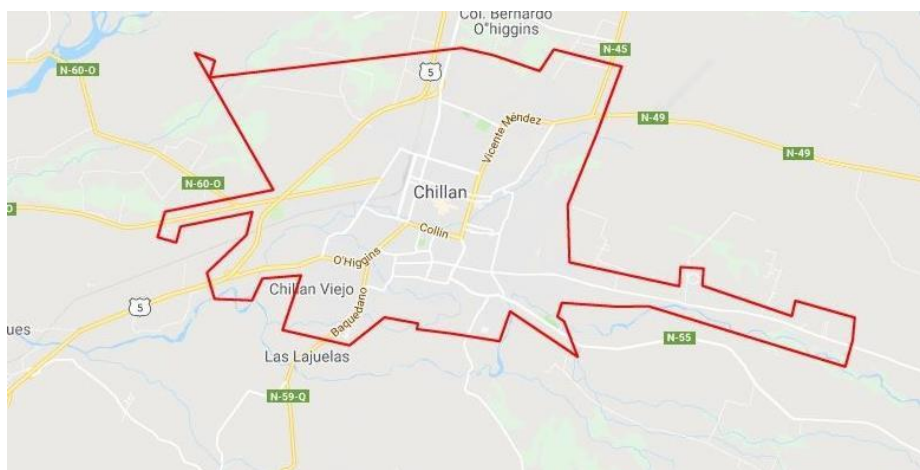 Col. Bernardo
O°higgins
N-45
N-60-O
5
N-49
Vicente Méndez
N-49
N-60-O
O
Chillan
Collin
O'Higgins
Chillan Viejo
5
Baquedano
ues
Las Lajuelas
N-55
N-59-Q